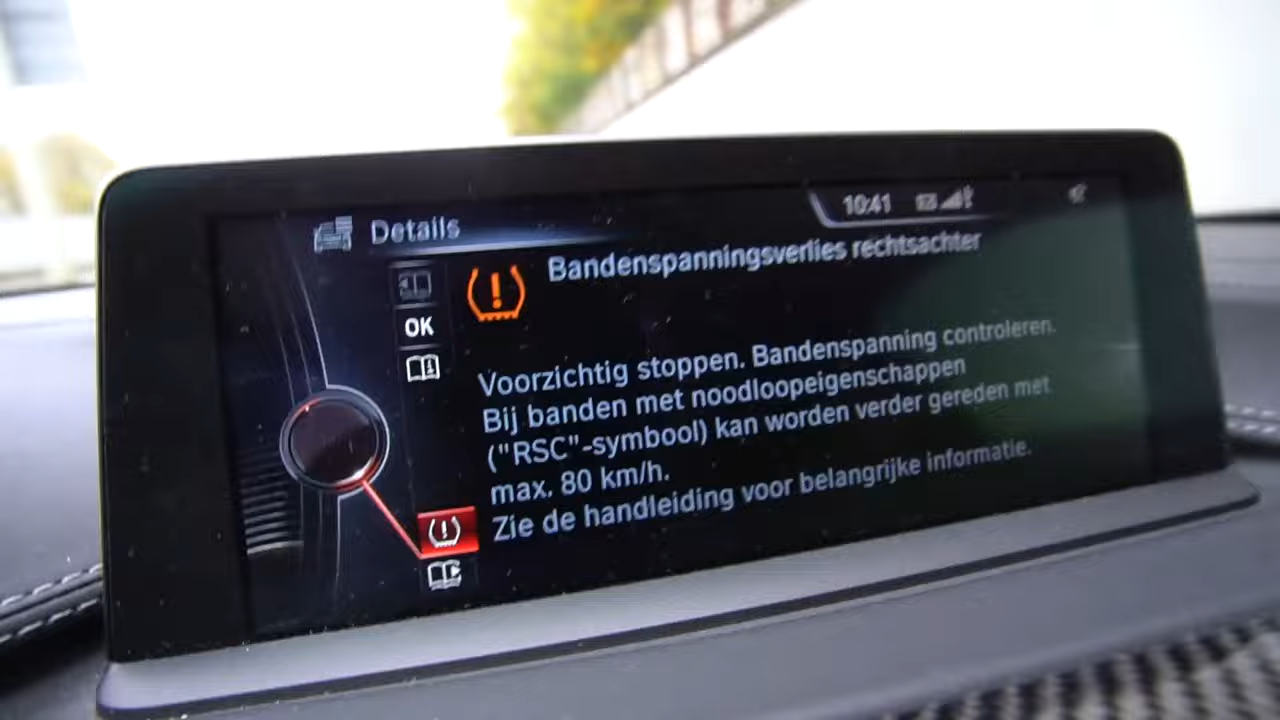 Details
10:41
Bandenspanningsverlies rechtsachter
OK
Voorzichtig stoppen. Bandenspanning controleren.
Bij banden met noodloopeigenschappen
("RSC"-symbool) kan worden verder gereden met
max. 80 km/h.
Zie de handleiding voor belangrijke informatie.